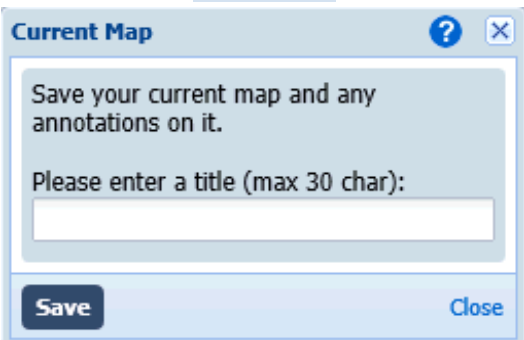 Current Map ?
Save your current map and any
annotations on it.
Please enter a title (max 30 char):
Save Close